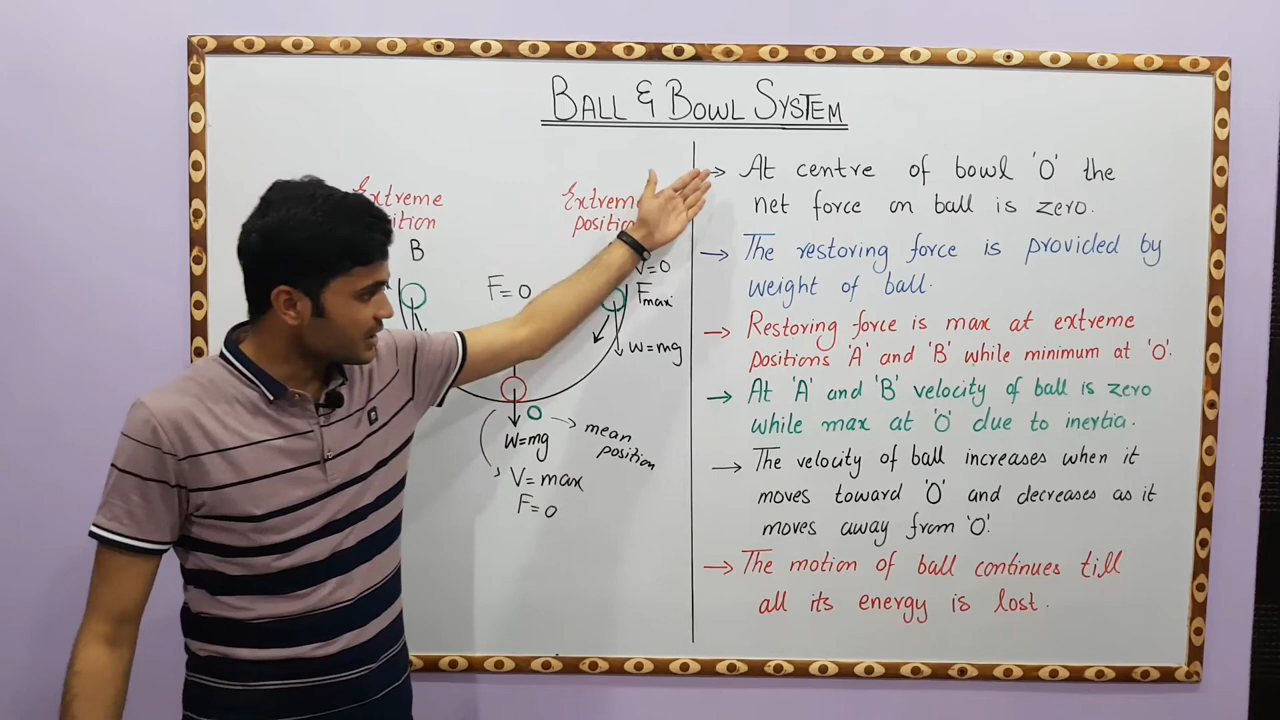 BALL & BOWL SYSTEM
Extreme
B
F=0
W=mg
V=max
F=0
O
mean
position
Extreme
V=0
Fmax
W=mg
→ At centre of bowl 'O' the
net force on ball is zero.
→ The restoring force is provided by
weight of ball.
→ Restoring force is max at extreme
positions 'A' and 'B' while minimum at 'O'.
→ At 'A' and 'B' velocity of ball is zero
while max at 'O' due to inertia.
→ The velocity of ball increases when it
moves toward 'O' and decreases as it
moves away from 'O'.
→ The motion of ball continues till
all its energy is lost.